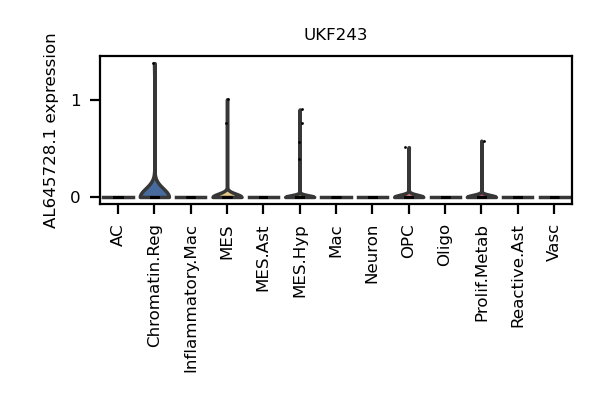 UKF243
AL645728.1 expression
1
0
AC
Chromatin.Reg
Inflammatory.Mac
MES
MES.Ast
MES.Hyp
Mac
Neuron
OPC
Oligo
Prolif.Metab
Reactive.Ast
Vasc